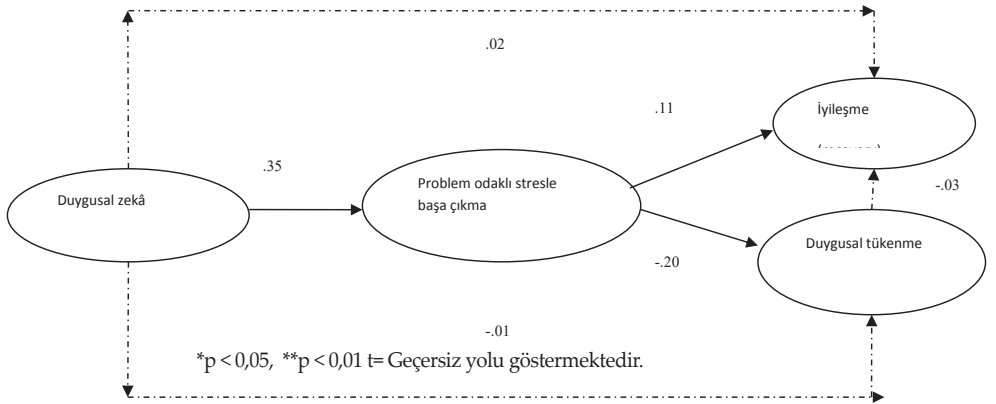 .02
İyileşme
.11
.35
Problem odaklı stresle
başa çıkma
Duygusal zekâ
-.03
Duygusal tükenme
-.20
-.01
*p < 0,05, **p < 0,01 t= Geçersiz yolu göstermektedir.